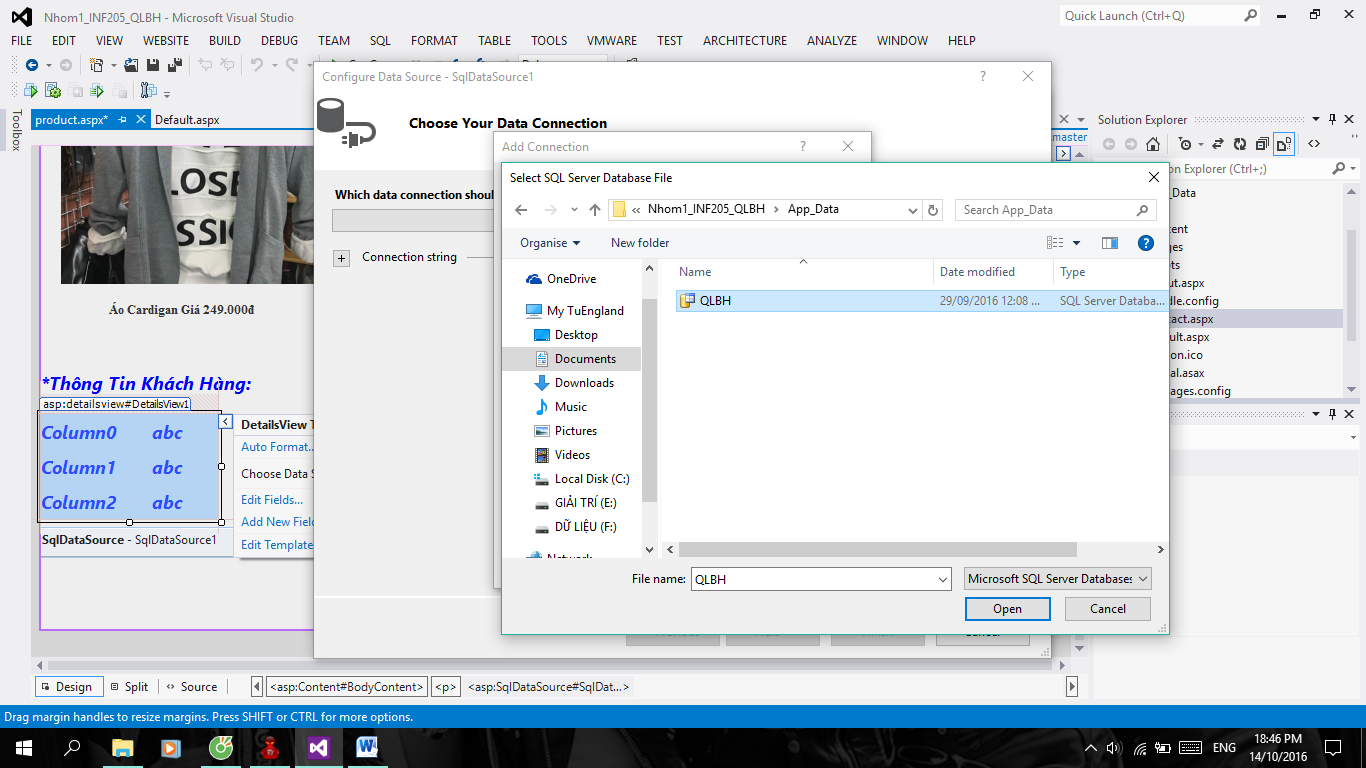 Nhom1_INF205_QLBH - Microsoft Visual Studio
Quick Launch (Ctrl+Q)
FILE EDIT VIEW WEBSITE BUILD DEBUG TEAM SQL FORMAT TABLE TOOLS VMWARE TEST ARCHITECTURE ANALYZE WINDOW HELP
Toolbox
product.aspx*
Default.aspx
master
LOSE
SSIC
Áo Cardigan Giá 249.000đ
*Thông Tin Khách Hàng:
asp:detailsview#DetailsView1
Column0 abc
Column1 abc
Column2 abc
SqlDataSource - SqlDataSource1
DetailsView T
Auto Format..
Choose Data S
Edit Fields...
Add New Field
Edit Template
Configure Data Source - SqlDataSource1
?
Choose Your Data Connection
Which data connection shoul
+ Connection string
Add Connection
?
Select SQL Server Database File
« Nhom1_INF205_QLBH › App_Data
Search App_Data
Organise
New folder
?
OneDrive
My TuEngland
Desktop
Documents
Downloads
Music
Pictures
Videos
Local Disk (C:)
GIẢI TRÍ (E:)
DỮ LIỆU (F:)
Network
Name Date modified Type
QLBH 29/09/2016 12:08 ... SQL Server Databa...
File name: QLBH
Microsoft SQL Server Databases
Open
Cancel
Cancel
Solution Explorer
Explorer (Ctrl+;)
_Data
tent
ges
ts
ut.aspx
dle.config
tact.aspx
ult.aspx
on.ico
al.asax
ages.config
Design
Split
Source
<asp:Content#BodyContent> <p> <asp:SqlDataSource#SqlDat...>
Drag margin handles to resize margins. Press SHIFT or CTRL for more options.
ENG
18:46 PM
14/10/2016